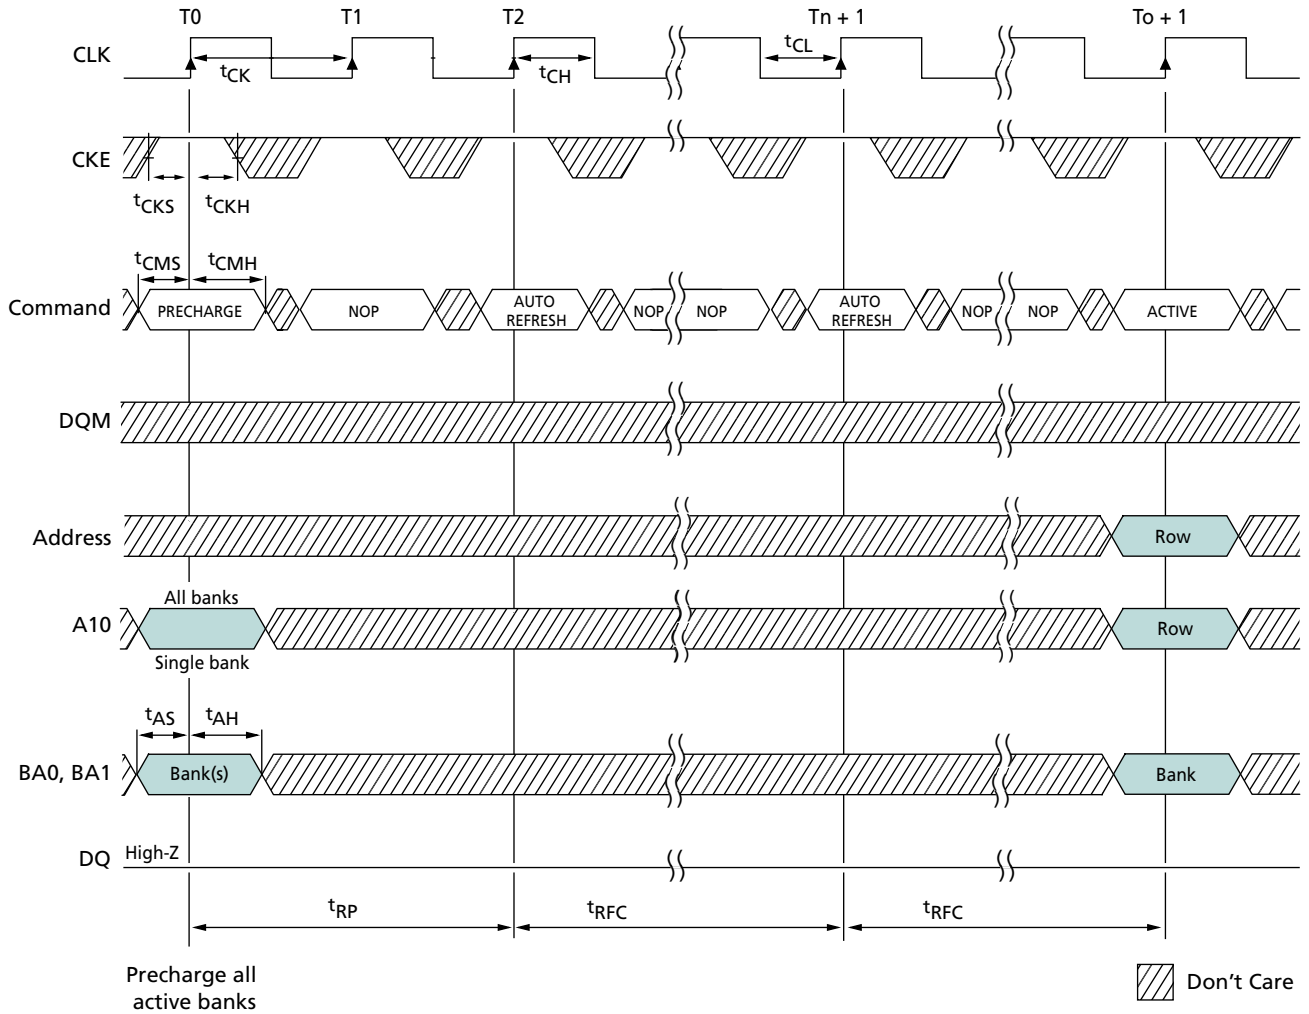 T0 T1 T2 Tn + 1 To + 1
CLK
tCK tCH tCL
CKE
tCKS tCKH
tCMS tCMH
Command
PRECHARGE NOP AUTO REFRESH NOP NOP AUTO REFRESH NOP NOP ACTIVE
DQM
Address
Row
All banks
A10
Row
Single bank
tAS tAH
BA0, BA1
Bank(s) Bank
DQ
High-Z
tRP tRFC tRFC
Precharge all
active banks
Don't Care